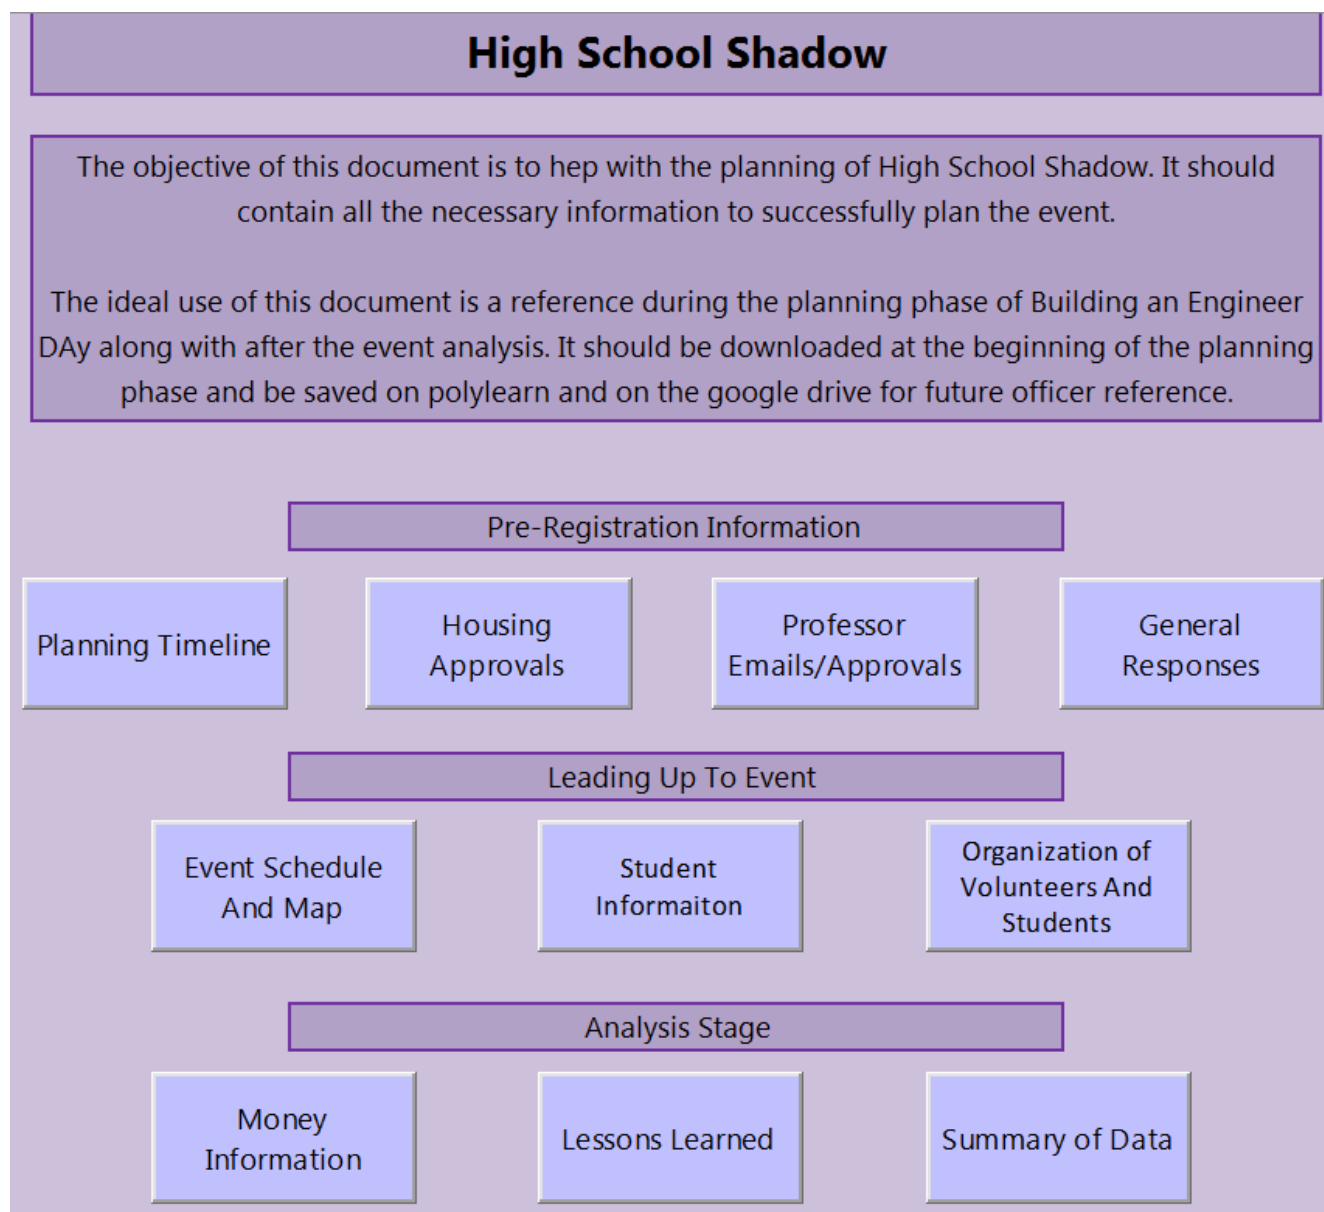 High School Shadow
The objective of this document is to hep with the planning of High School Shadow. It should
contain all the necessary information to successfully plan the event.
The ideal use of this document is a reference during the planning phase of Building an Engineer
DAy along with after the event analysis. It should be downloaded at the beginning of the planning
phase and be saved on polylearn and on the google drive for future officer reference.
Pre-Registration Information
Planning Timeline
Housing
Approvals
Professor
Emails/Approvals
General
Responses
Leading Up To Event
Event Schedule
And Map
Student
Informaiton
Organization of
Volunteers And
Students
Analysis Stage
Money
Information
Lessons Learned
Summary of Data